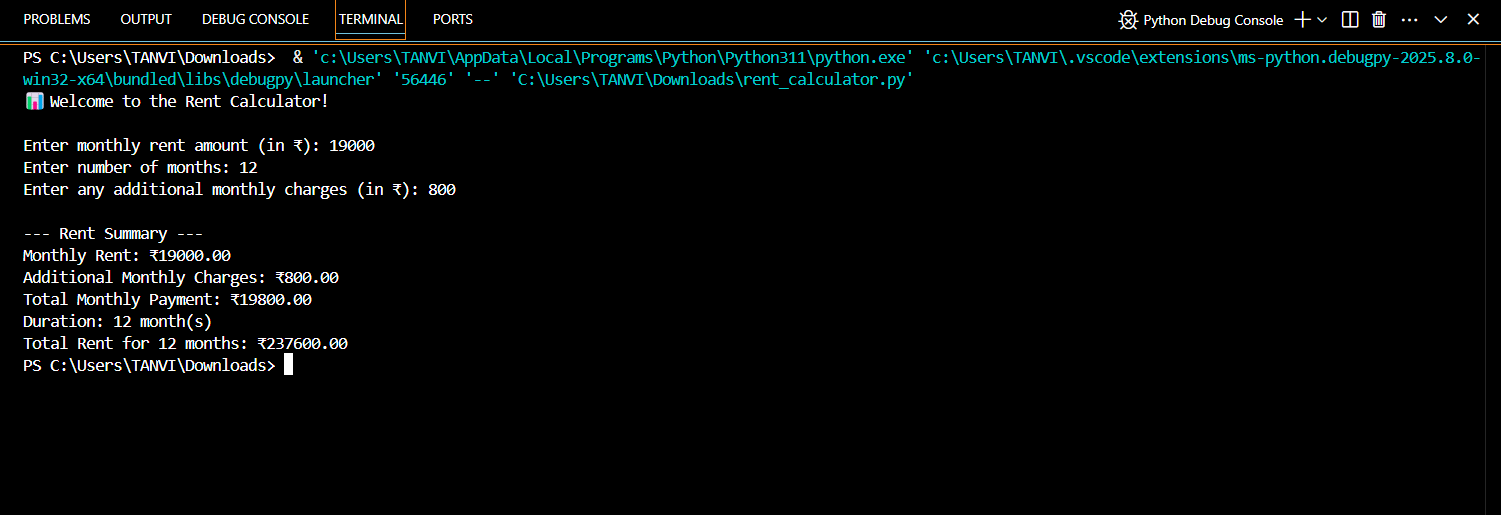 PROBLEMS OUTPUT DEBUG CONSOLE TERMINAL PORTS Python Debug Console
PS C:\Users\TANVI\Downloads>  & 'c:\Users\TANVI\AppData\Local\Programs\Python\Python311\python.exe' 'c:\Users\TANVI\.vscode\extensions\ms-python.debugpy-2025.8.0-
win32-x64\bundled\libs\debugpy\launcher' '56446' '--' 'C:\Users\TANVI\Downloads\rent_calculator.py'
📊 Welcome to the Rent Calculator!
Enter monthly rent amount (in ₹): 19000
Enter number of months: 12
Enter any additional monthly charges (in ₹): 800
--- Rent Summary ---
Monthly Rent: ₹19000.00
Additional Monthly Charges: ₹800.00
Total Monthly Payment: ₹19800.00
Duration: 12 month(s)
Total Rent for 12 months: ₹237600.00
PS C:\Users\TANVI\Downloads>